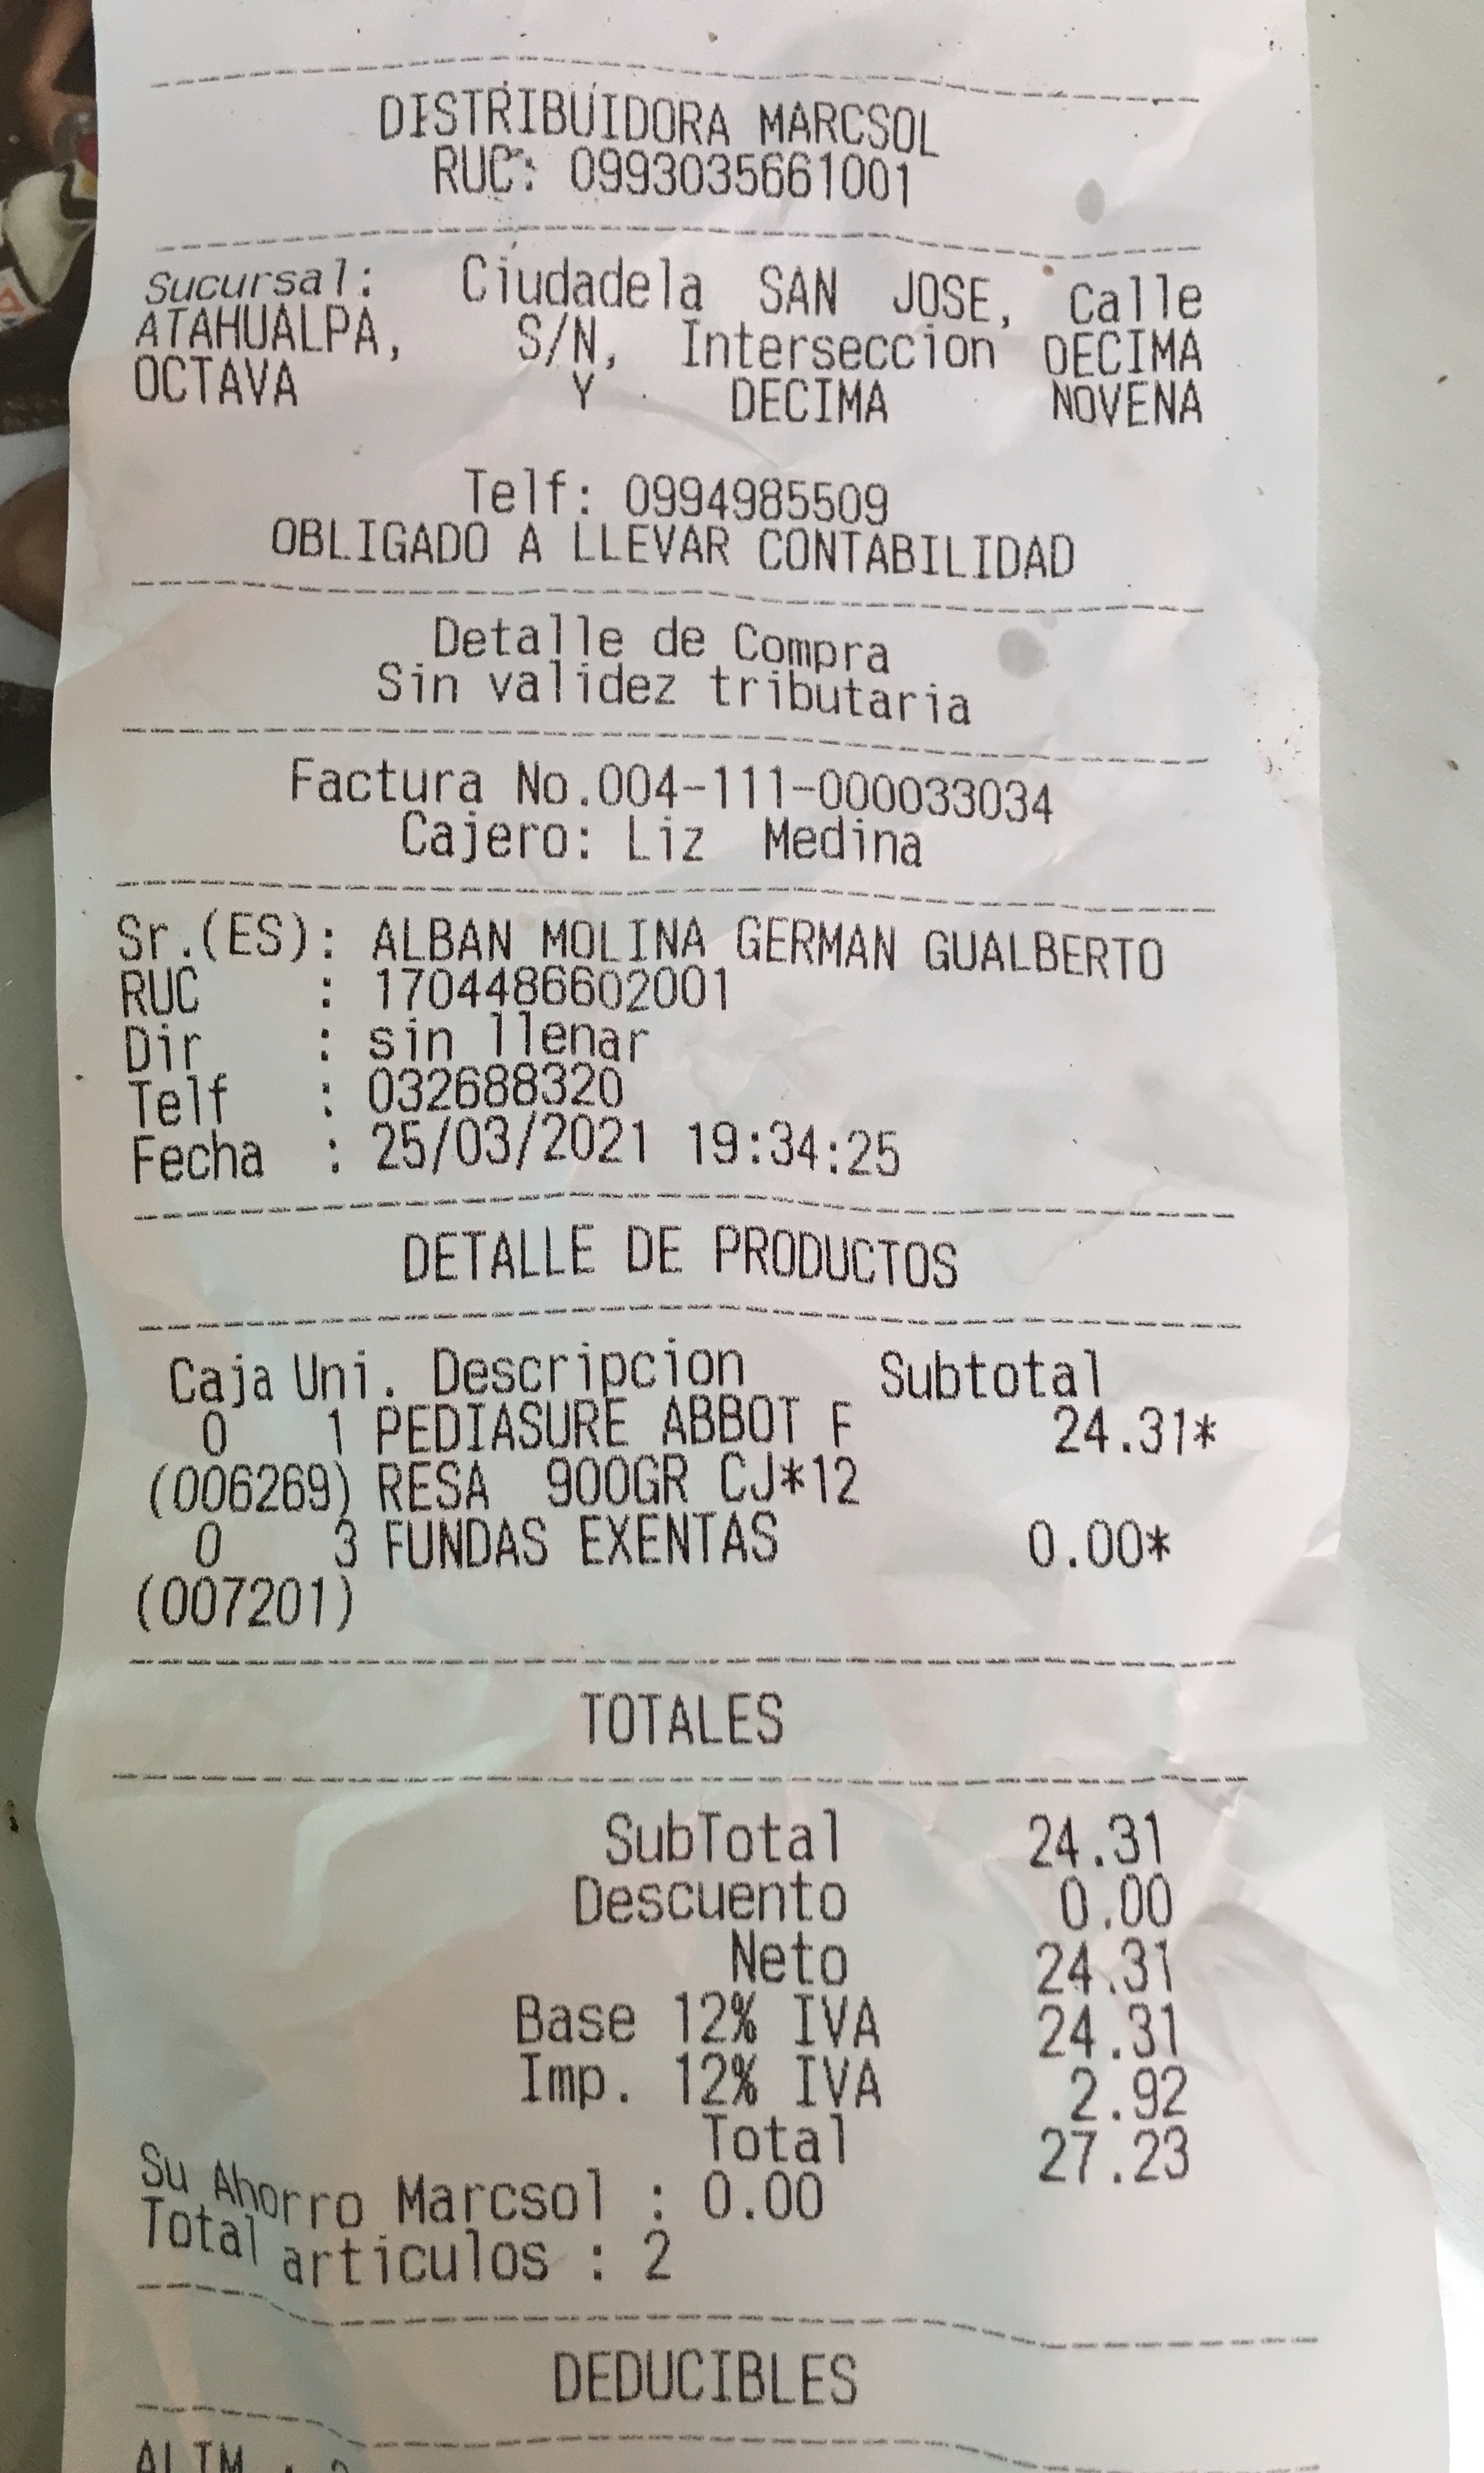 DISTRIBUIDORA MARCSOL
RUC: 0993035661001
Sucursal: Ciudadela SAN JOSE, Calle
ATAHUALPA, S/N, Interseccion DECIMA
OCTAVA Y DECIMA NOVENA
Telf: 0994985509
OBLIGADO A LLEVAR CONTABILIDAD
Detalle de Compra
Sin validez tributaria
Factura No.004-111-000033034
Cajero: Liz Medina
Sr.(ES): ALBAN MOLINA GERMAN GUALBERTO
RUC : 1704486602001
Dir : sin llenar
Telf : 032688320
Fecha : 25/03/2021 19:34:25
DETALLE DE PRODUCTOS
Caja Uni. Descripcion Subtotal
0 1 PEDIASURE ABBOT F 24.31*
(006269) RESA 900GR CJ*12
0 3 FUNDAS EXENTAS 0.00*
(007201)
TOTALES
SubTotal 24.31
Descuento 0.00
Neto 24.31
Base 12% IVA 24.31
Imp. 12% IVA 2.92
Total 27.23
Su Ahorro Marcsol : 0.00
Total articulos : 2
DEDUCIBLES
ALIM :